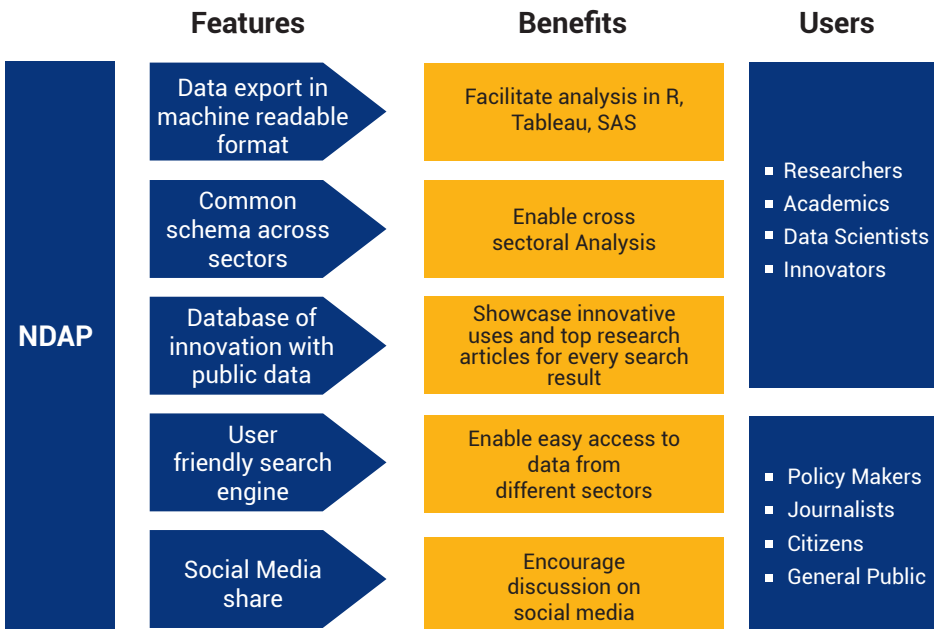 Features
Benefits
Users
NDAP
Data export in
machine readable
format
Facilitate analysis in R,
Tableau, SAS
Common
schema across
sectors
Enable cross
sectoral Analysis
Database of
innovation with
public data
Showcase innovative
uses and top research
articles for every search
result
▪ Researchers
▪ Academics
▪ Data Scientists
▪ Innovators
User
friendly search
engine
Enable easy access to
data from
different sectors
Social Media
share
Encourage
discussion on
social media
▪ Policy Makers
▪ Journalists
▪ Citizens
▪ General Public